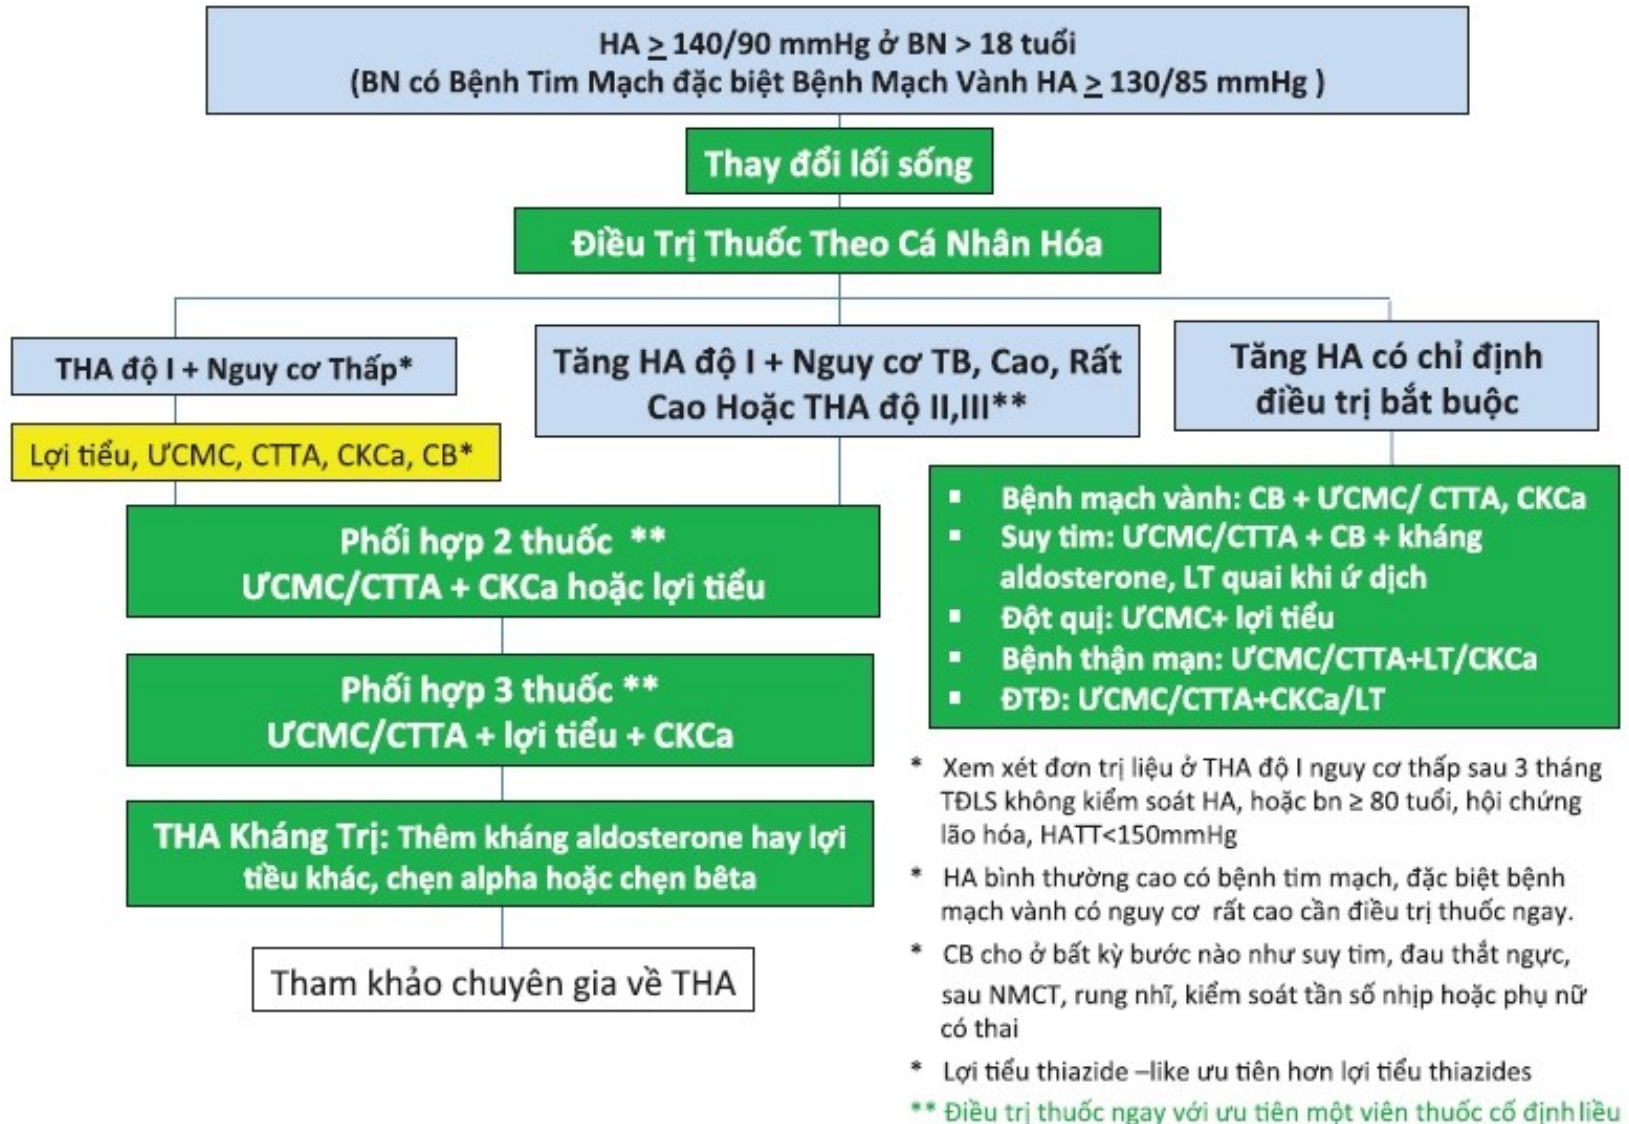 HA ≥ 140/90 mmHg ở BN > 18 tuổi
(BN có Bệnh Tim Mạch đặc biệt Bệnh Mạch Vành HA ≥ 130/85 mmHg )
Thay đổi lối sống
Điều Trị Thuốc Theo Cá Nhân Hóa
THA độ I + Nguy cơ Thấp*
Lợi tiểu, ƯCMC, CTTA, CKCa, CB*
Tăng HA độ I + Nguy cơ TB, Cao, Rất
Cao Hoặc THA độ II,III**
Tăng HA có chỉ định
điều trị bắt buộc
Phối hợp 2 thuốc **
ƯCMC/CTTA + CKCa hoặc lợi tiểu
Phối hợp 3 thuốc **
ƯCMC/CTTA + lợi tiểu + CKCa
THA Kháng Trị: Thêm kháng aldosterone hay lợi
tiều khác, chẹn alpha hoặc chẹn bêta
Tham khảo chuyên gia về THA
▪ Bệnh mạch vành: CB + ƯCMC/ CTTA, CKCa
▪ Suy tim: ƯCMC/CTTA + CB + kháng
aldosterone, LT quai khi ứ dịch
▪ Đột quị: ƯCMC+ lợi tiểu
▪ Bệnh thận mạn: ƯCMC/CTTA+LT/CKCa
▪ ĐTĐ: ƯCMC/CTTA+CKCa/LT
* Xem xét đơn trị liệu ở THA độ I nguy cơ thấp sau 3 tháng
TĐLS không kiểm soát HA, hoặc bn ≥ 80 tuổi, hội chứng
lão hóa, HATT<150mmHg
* HA bình thường cao có bệnh tim mạch, đặc biệt bệnh
mạch vành có nguy cơ rất cao cần điều trị thuốc ngay.
* CB cho ở bất kỳ bước nào như suy tim, đau thắt ngực,
sau NMCT, rung nhĩ, kiểm soát tần số nhịp hoặc phụ nữ
có thai
* Lợi tiểu thiazide –like ưu tiên hơn lợi tiểu thiazides
** Điều trị thuốc ngay với ưu tiên một viên thuốc cố định liều